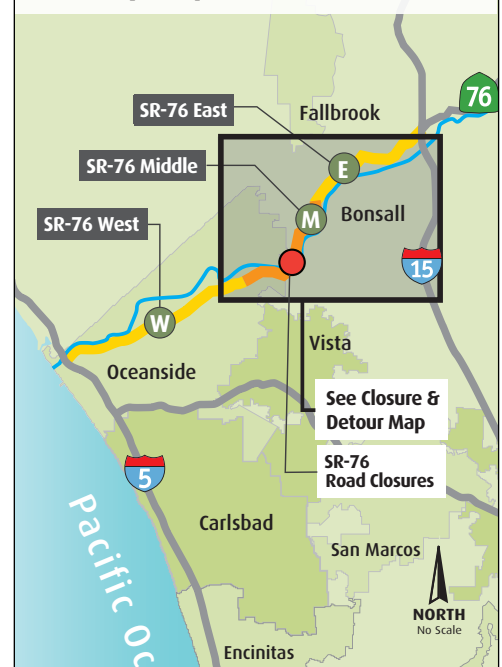 76
SR-76 East
Fallbrook
SR-76 Middle
E
M
Bonsall
SR-76 West
15
W
Vista
Oceanside
See Closure &
Detour Map
SR-76
Road Closures
5
Pacific Oc
Carlsbad
San Marcos
NORTH
No Scale
Encinitas